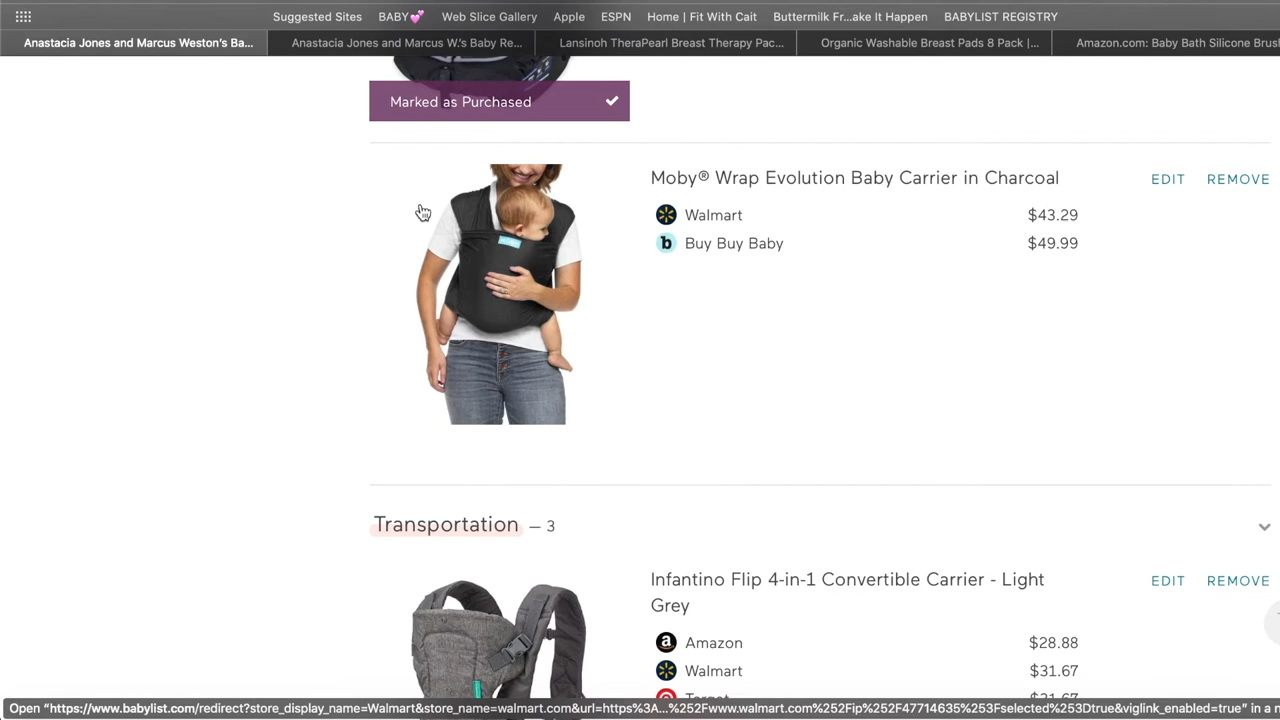 Suggested Sites BABY💕 Web Slice Gallery Apple ESPN Home | Fit With Cait Buttermilk Fr...ake It Happen BABYLIST REGISTRY
Anastacia Jones and Marcus Weston's Ba... Anastacia Jones and Marcus W.'s Baby Re... Lansinoh TheraPearl Breast Therapy Pac... Organic Washable Breast Pads 8 Pack |... Amazon.com: Baby Bath Silicone Brus
Marked as Purchased
Moby® Wrap Evolution Baby Carrier in Charcoal EDIT REMOVE
Walmart $43.29
b Buy Buy Baby $49.99
Transportation — 3
Infantino Flip 4-in-1 Convertible Carrier - Light EDIT REMOVE
Grey
a Amazon $28.88
Walmart $31.67
Target $31.67
Open "https://www.babylist.com/redirect?store_display_name=Walmart&store_name=walmart.com&url=https%3A...%252Fwww.walmart.com%252Fip%252F47714635%253Fselected%253Dtrue&viglink_enabled=true" in a n